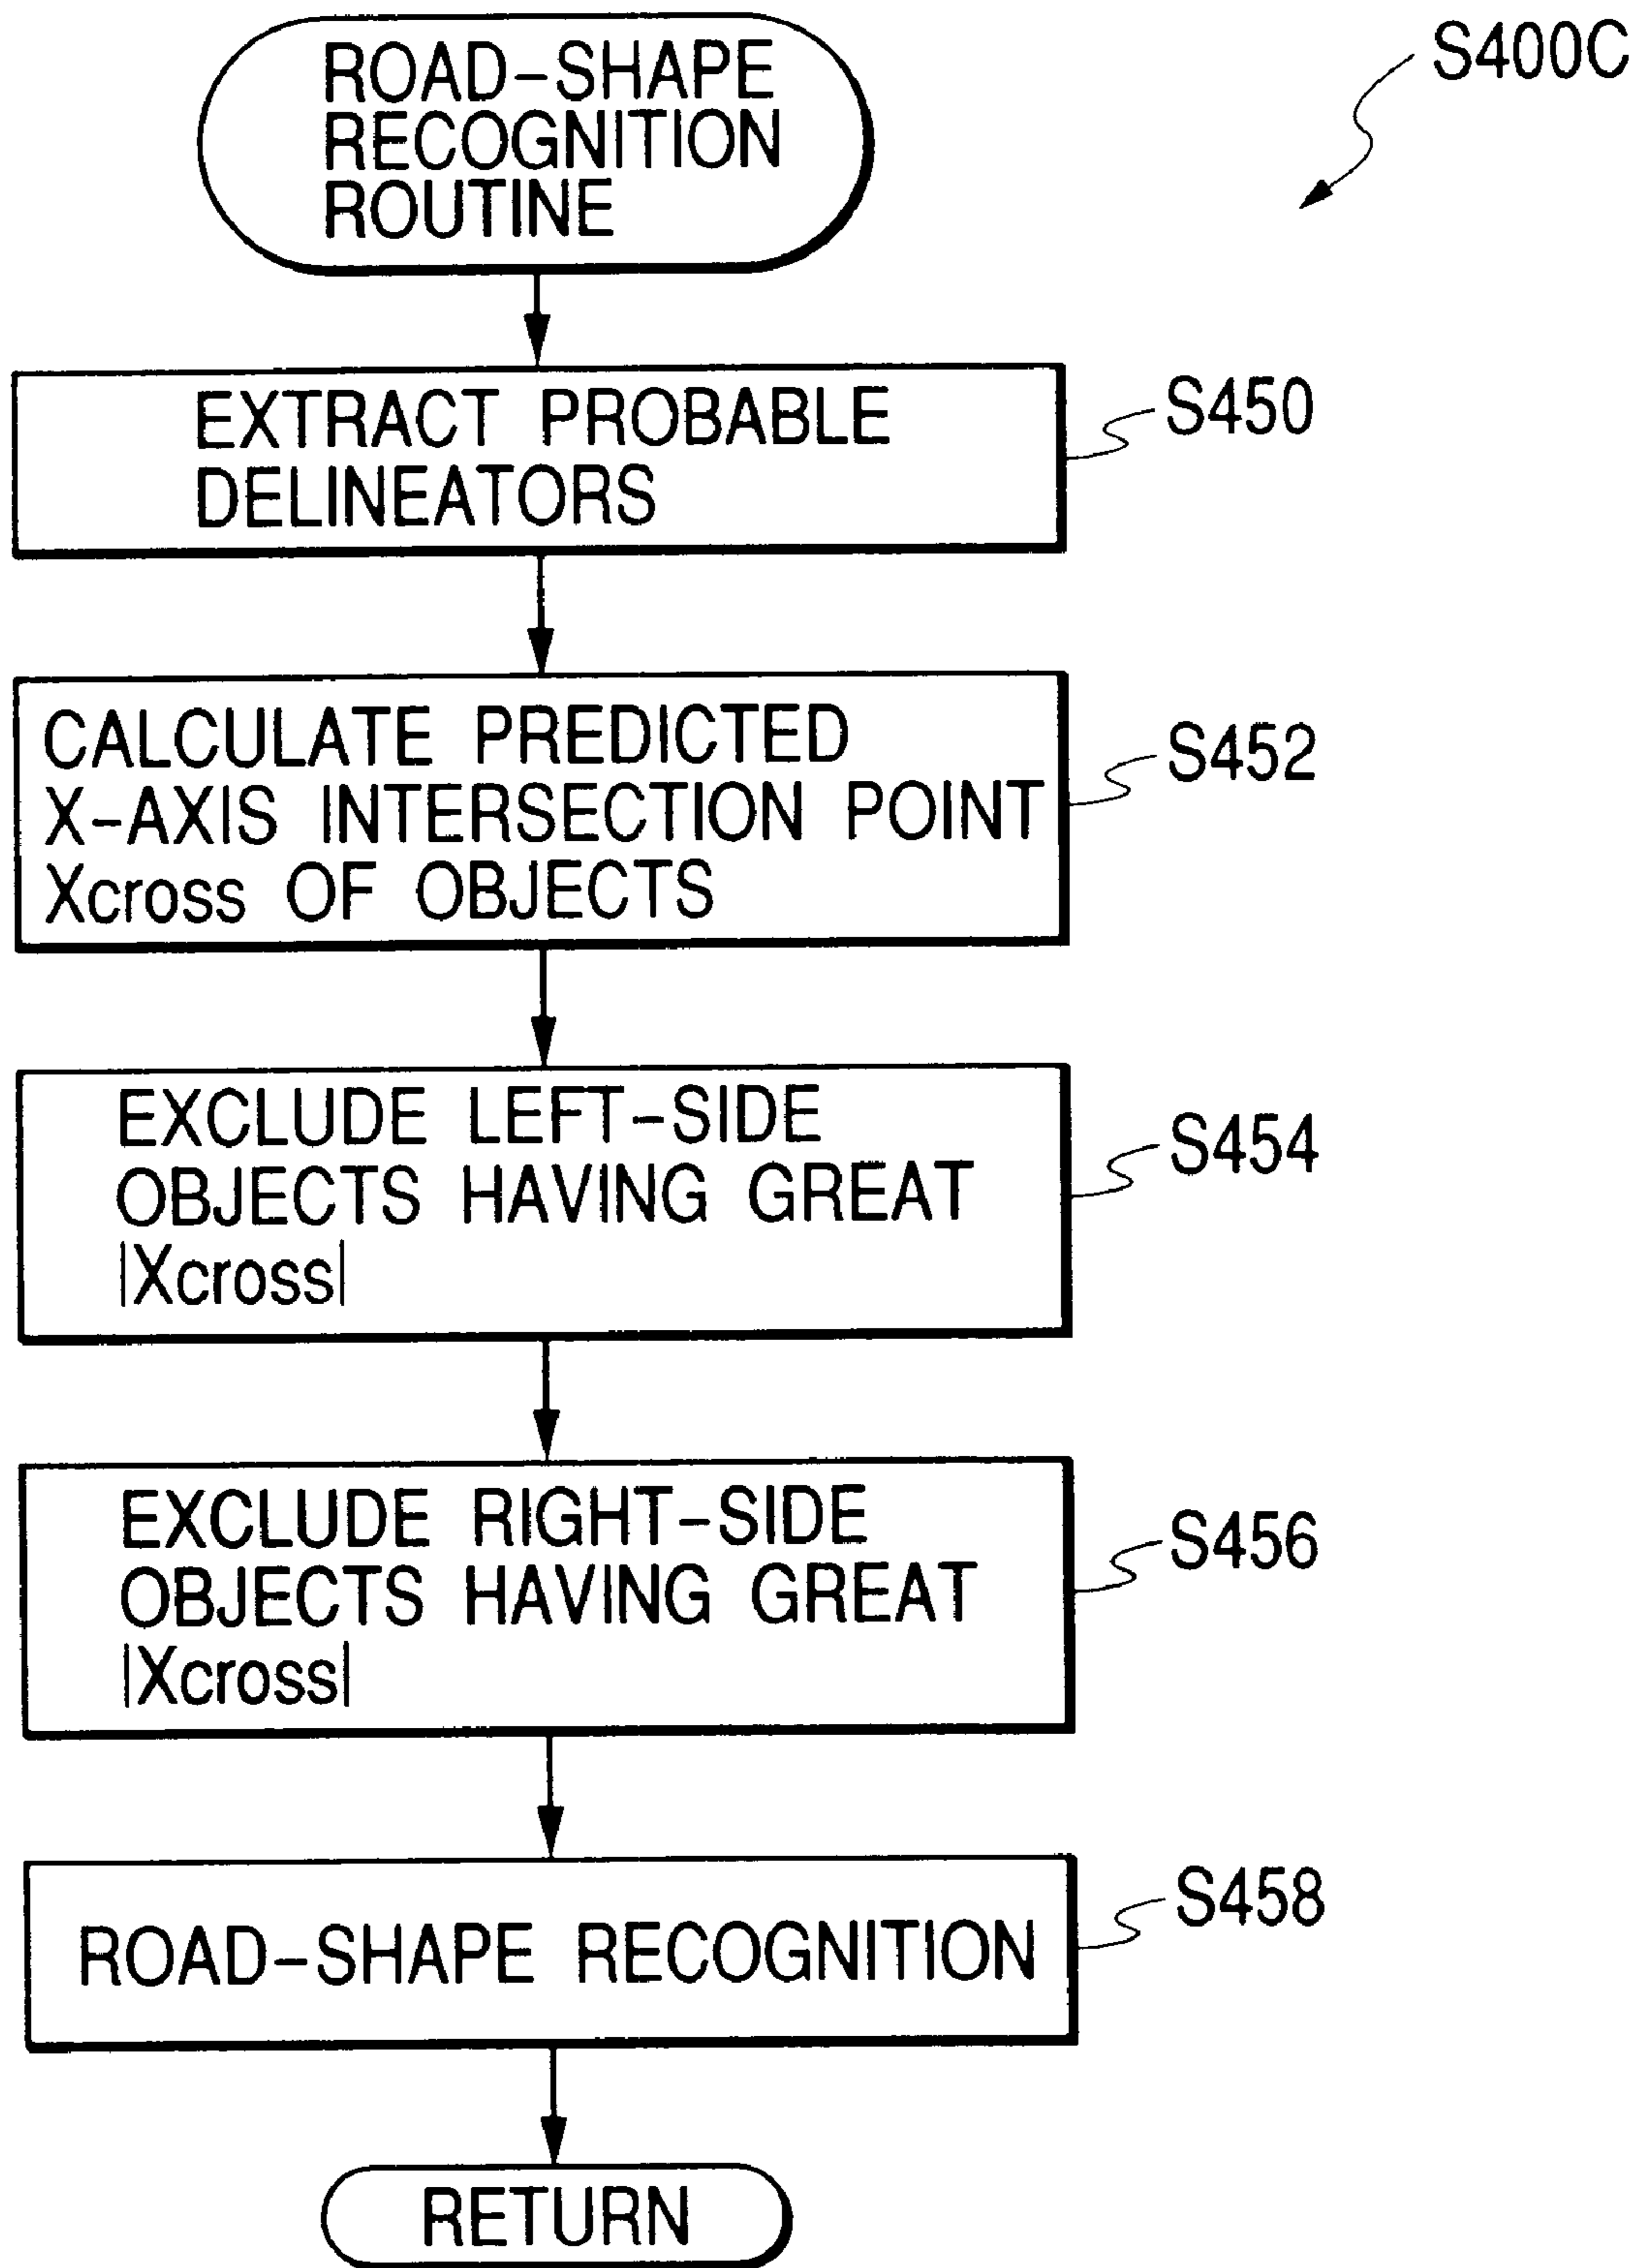 S400C
ROAD-SHAPE
RECOGNITION
ROUTINE
EXTRACT PROBABLE
DELINEATORS
S450
CALCULATE PREDICTED
X-AXIS INTERSECTION POINT
Xcross OF OBJECTS
S452
EXCLUDE LEFT-SIDE
OBJECTS HAVING GREAT
|Xcross|
S454
EXCLUDE RIGHT-SIDE
OBJECTS HAVING GREAT
|Xcross|
S456
ROAD-SHAPE RECOGNITION
S458
RETURN